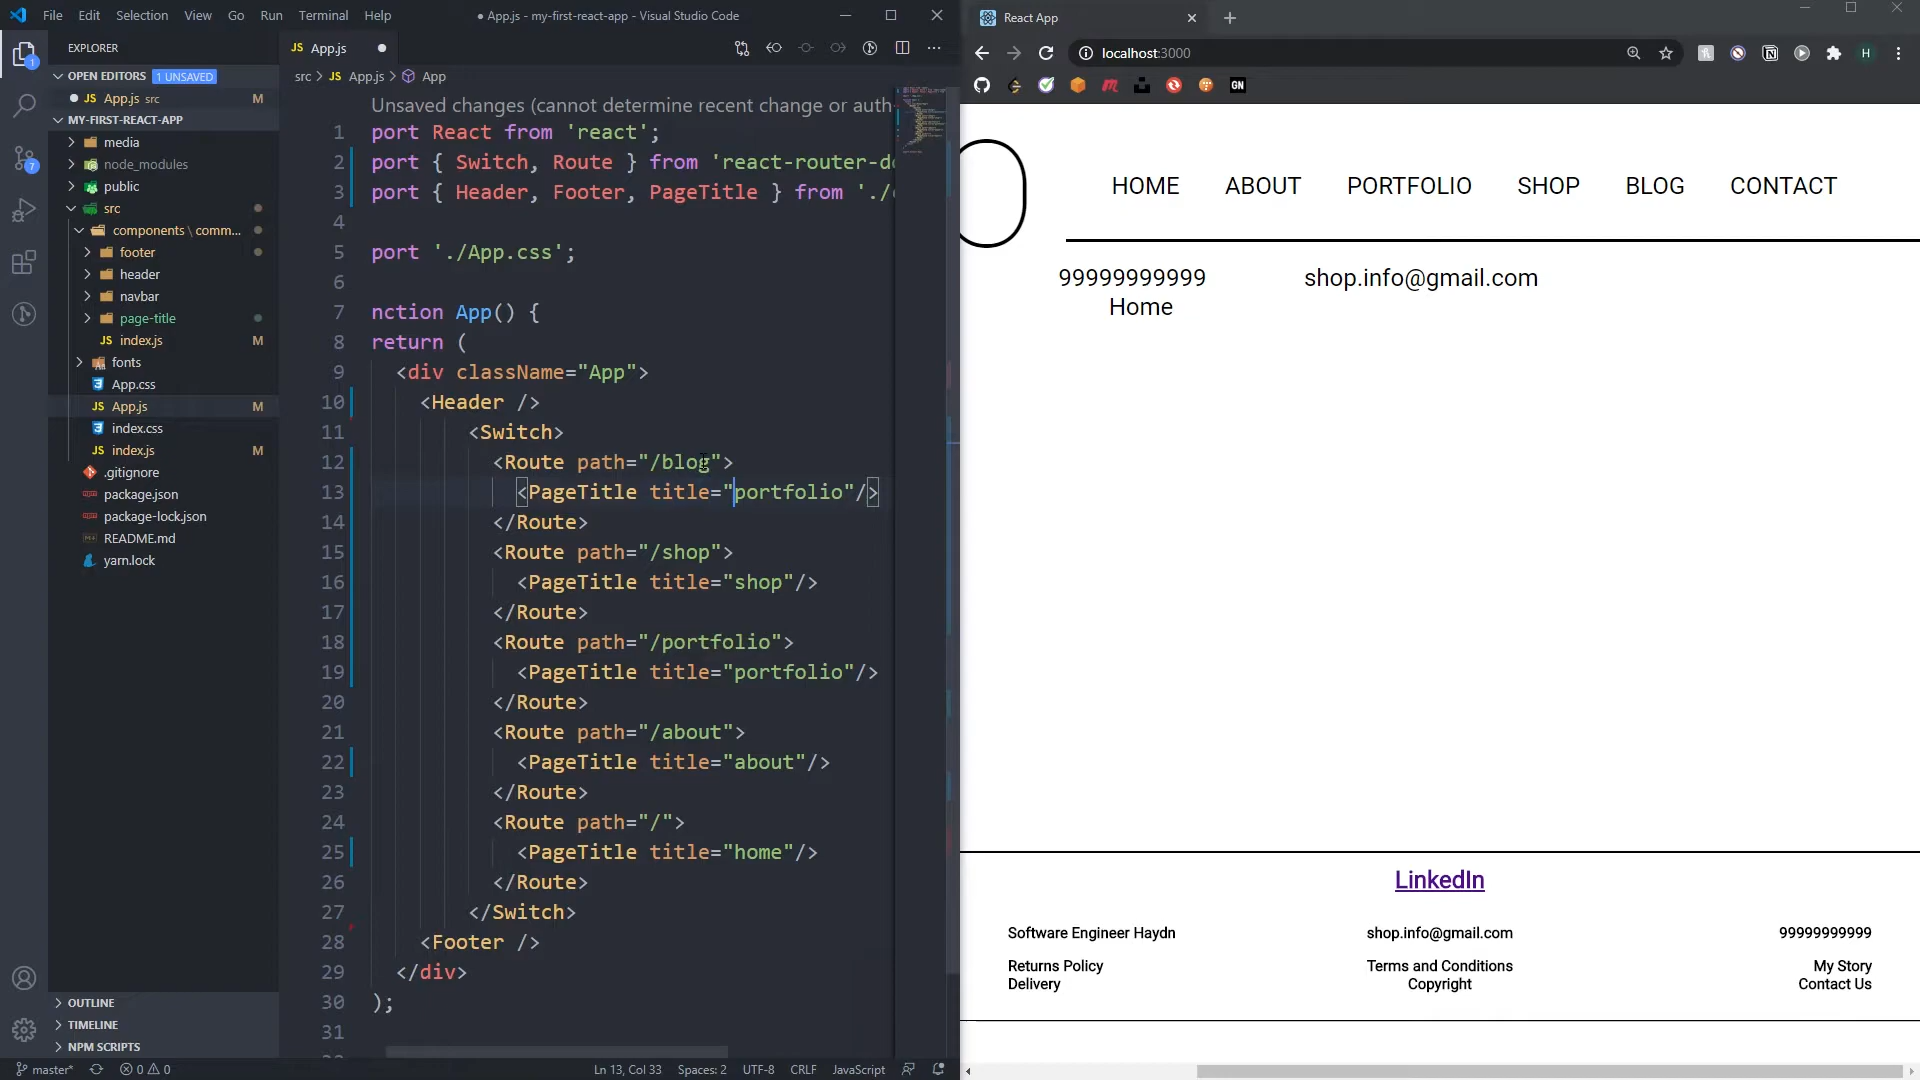 File Edit Selection View Go Run Terminal Help
● App.js - my-first-react-app - Visual Studio Code
EXPLORER
OPEN EDITORS 1 UNSAVED
JS App.js src M
MY-FIRST-REACT-APP
media
node_modules
public
src
components \ comm...
footer
header
navbar
page-title
JS index.js M
fonts
App.css
JS App.js M
index.css
JS index.js M
.gitignore
package.json
package-lock.json
README.md
yarn.lock
OUTLINE
TIMELINE
NPM SCRIPTS
1
7
JS App.js ●
src > JS App.js > App
Unsaved changes (cannot determine recent change or auth
1 port React from 'react';
2 port { Switch, Route } from 'react-router-d
3 port { Header, Footer, PageTitle } from './
4
5 port './App.css';
6
7 nction App() {
8 return (
9 <div className="App">
10 <Header />
11 <Switch>
12 <Route path="/blog">
13 <PageTitle title="portfolio"/>
14 </Route>
15 <Route path="/shop">
16 <PageTitle title="shop"/>
17 </Route>
18 <Route path="/portfolio">
19 <PageTitle title="portfolio"/>
20 </Route>
21 <Route path="/about">
22 <PageTitle title="about"/>
23 </Route>
24 <Route path="/">
25 <PageTitle title="home"/>
26 </Route>
27 </Switch>
28 <Footer />
29 </div>
30 );
31
master* 0 0 Ln 13, Col 33 Spaces: 2 UTF-8 CRLF JavaScript
React App
localhost:3000
H
GN
HOME ABOUT PORTFOLIO SHOP BLOG CONTACT
99999999999 shop.info@gmail.com
Home
LinkedIn
Software Engineer Haydn shop.info@gmail.com 99999999999
Returns Policy Terms and Conditions My Story
Delivery Copyright Contact Us